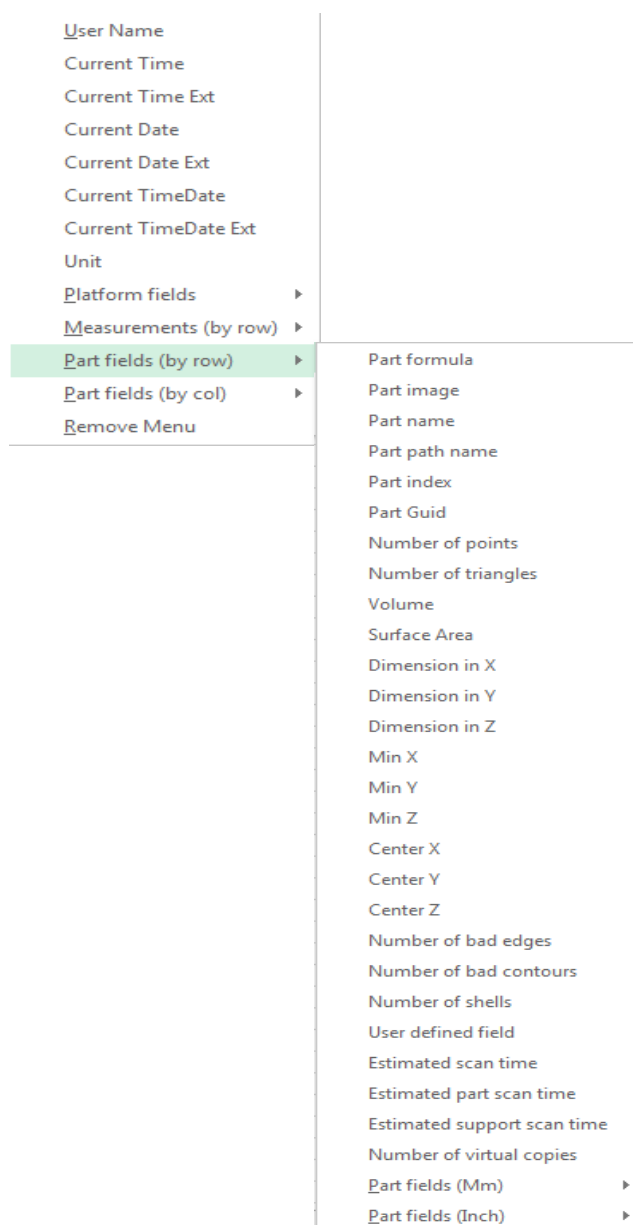 User Name
Current Time
Current Time Ext
Current Date
Current Date Ext
Current TimeDate
Current TimeDate Ext
Unit
Platform fields
Measurements (by row)
Part fields (by row)
Part fields (by col)
Remove Menu
Part formula
Part image
Part name
Part path name
Part index
Part Guid
Number of points
Number of triangles
Volume
Surface Area
Dimension in X
Dimension in Y
Dimension in Z
Min X
Min Y
Min Z
Center X
Center Y
Center Z
Number of bad edges
Number of bad contours
Number of shells
User defined field
Estimated scan time
Estimated part scan time
Estimated support scan time
Number of virtual copies
Part fields (Mm)
Part fields (Inch)